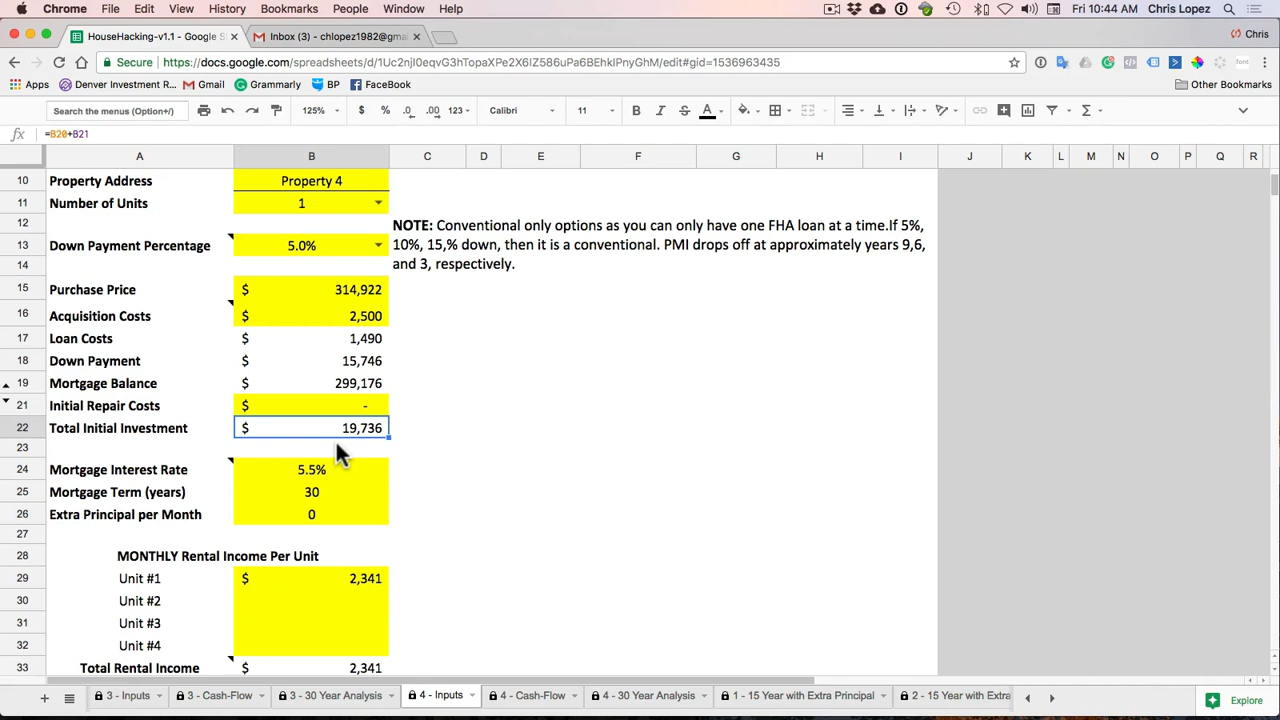 Chrome File Edit View History Bookmarks People Window Help Fri 10:44 AM Chris Lopez
HouseHacking-v1.1 - Google S Inbox (3) - chlopez1982@gma Chris
Secure https://docs.google.com/spreadsheets/d/1Uc2njI0eqvG3hTopaXPe2X6IZ586uPa6BEhkIPnyGhM/edit#gid=1536963435
Apps Denver Investment R Gmail Grammarly BP FaceBook Other Bookmarks
Search the menus (Option+/) 125% $ % .0 .00 123 Calibri 11 B I S A
fx =B20+B21
A B C D E F G H I J K L M N O P Q R
10 Property Address Property 4
11 Number of Units 1
12 NOTE: Conventional only options as you can only have one FHA loan at a time.If 5%,
13 Down Payment Percentage 5.0% 10%, 15,% down, then it is a conventional. PMI drops off at approximately years 9,6,
14 and 3, respectively.
15 Purchase Price $ 314,922
16 Acquisition Costs $ 2,500
17 Loan Costs $ 1,490
18 Down Payment $ 15,746
19 Mortgage Balance $ 299,176
21 Initial Repair Costs $ -
22 Total Initial Investment $ 19,736
23
24 Mortgage Interest Rate 5.5%
25 Mortgage Term (years) 30
26 Extra Principal per Month 0
27
28 MONTHLY Rental Income Per Unit
29 Unit #1 $ 2,341
30 Unit #2
31 Unit #3
32 Unit #4
33 Total Rental Income $ 2,341
3 - Inputs 3 - Cash-Flow 3 - 30 Year Analysis 4 - Inputs 4 - Cash-Flow 4 - 30 Year Analysis 1 - 15 Year with Extra Principal 2 - 15 Year with Extra Explore